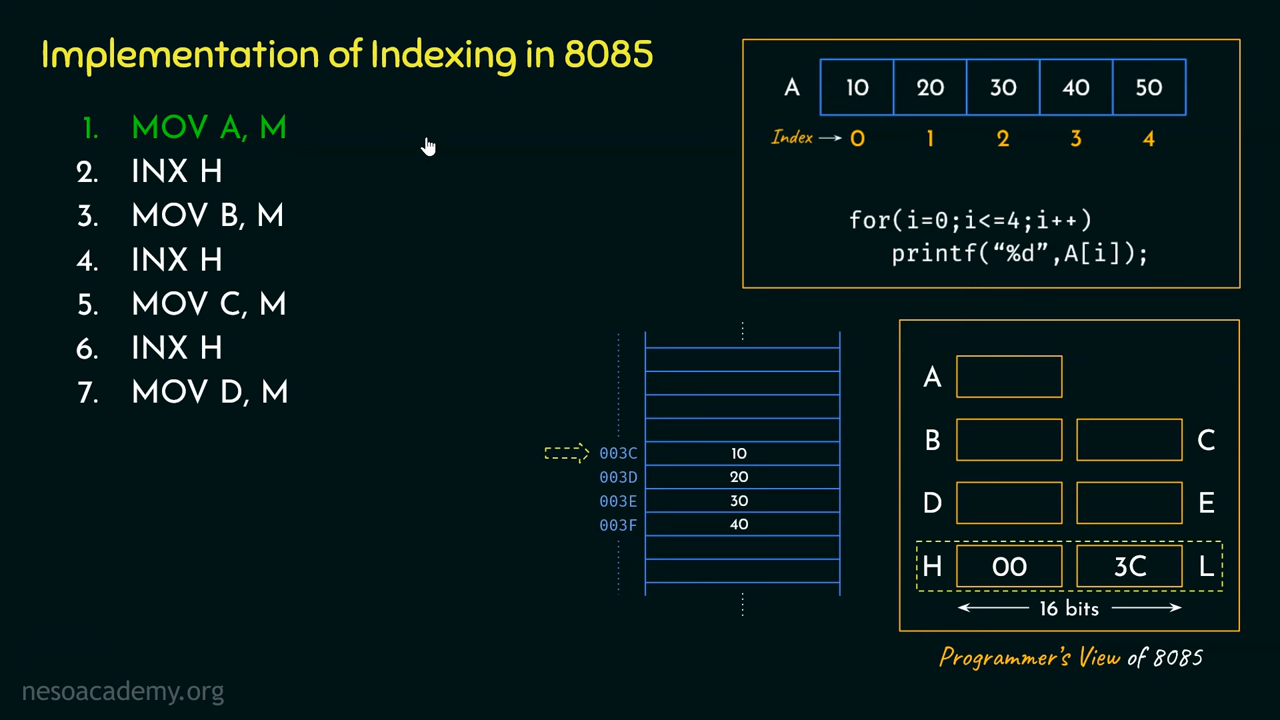 Implementation of Indexing in 8085
1. MOV A, M
2. INX H
3. MOV B, M
4. INX H
5. MOV C, M
6. INX H
7. MOV D, M
A 10 20 30 40 50
Index → 0 1 2 3 4
for(i=0;i<=4;i++)
printf(“%d”,A[i]);
003C 10
003D 20
003E 30
003F 40
A
B C
D E
H 00 3C L
16 bits
Programmer's View of 8085
nesoacademy.org